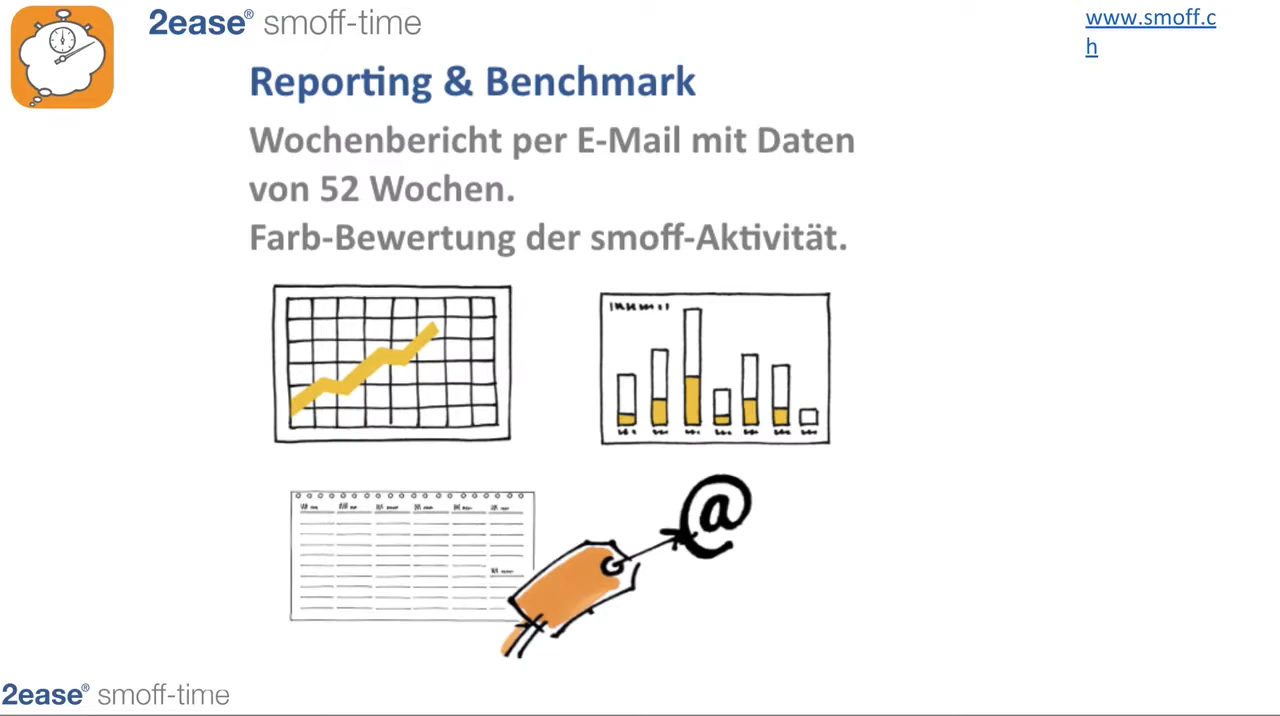 2ease® smoff-time
www.smoff.c
h
Reporting & Benchmark
Wochenbericht per E-Mail mit Daten
von 52 Wochen.
Farb-Bewertung der smoff-Aktivität.
@
2ease® smoff-time